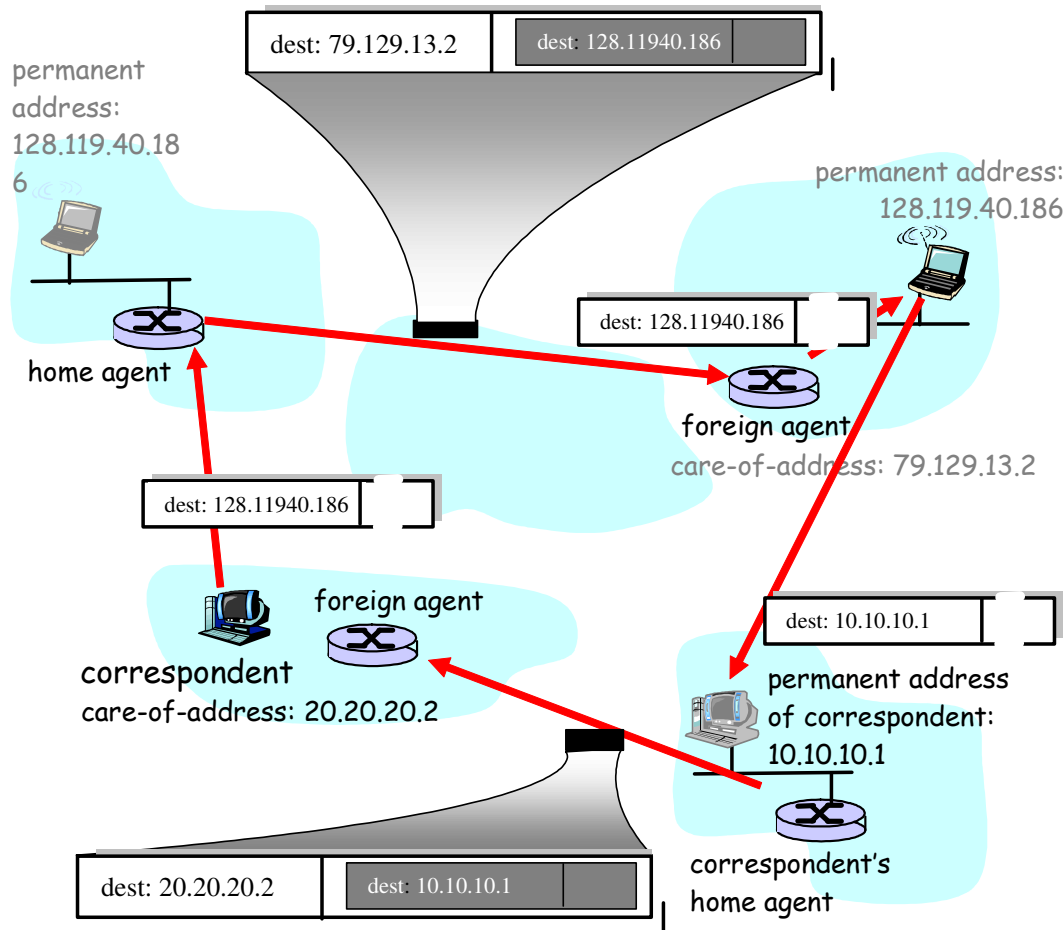 dest: 79.129.13.2
dest: 128.11940.186
permanent
address:
128.119.40.18
6
permanent address:
128.119.40.186
dest: 128.11940.186
home agent
foreign agent
care-of-address: 79.129.13.2
dest: 128.11940.186
foreign agent
correspondent
care-of-address: 20.20.20.2
dest: 10.10.10.1
permanent address
of correspondent:
10.10.10.1
correspondent's
home agent
dest: 20.20.20.2
dest: 10.10.10.1